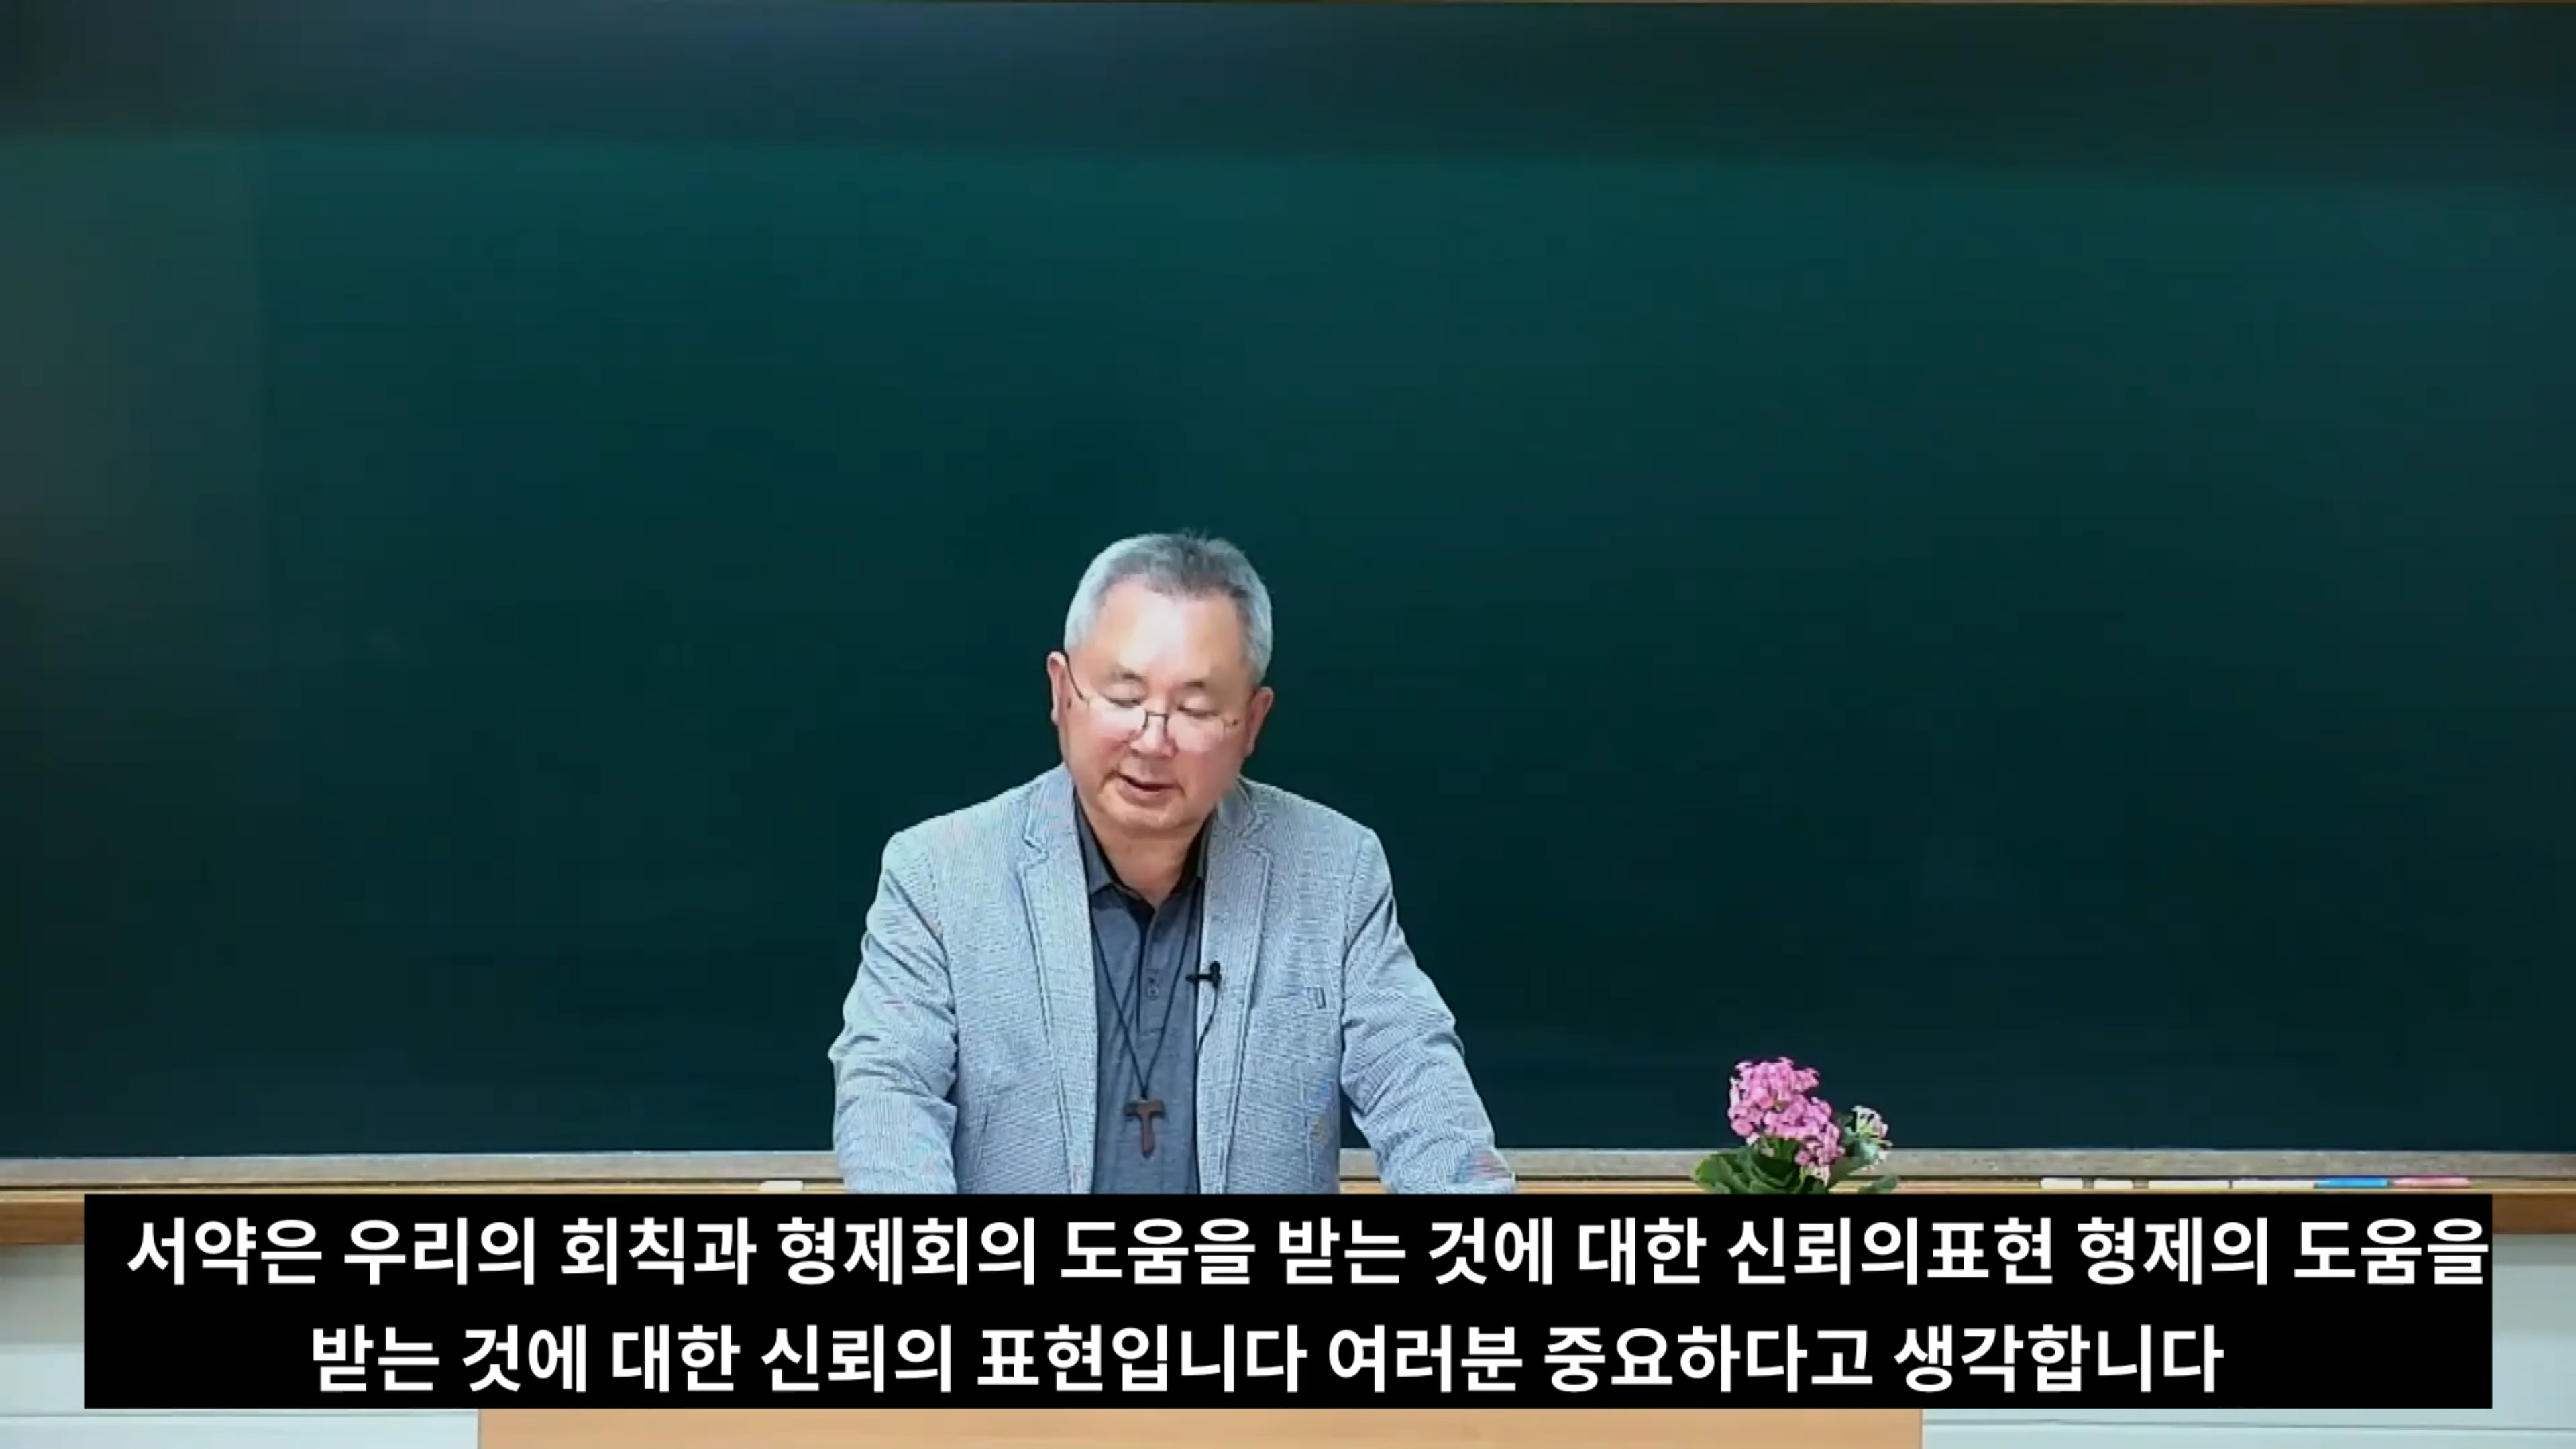 서약은 우리의 회칙과 형제회의 도움을 받는 것에 대한 신뢰의표현 형제의 도움을
받는 것에 대한 신뢰의 표현입니다 여러분 중요하다고 생각합니다